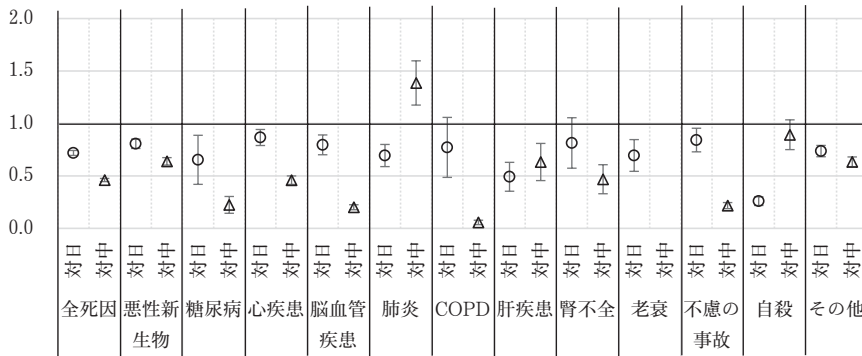 2.0
1.5
1.0
0.5
0.0
対日 対中 対日 対中 対日 対中 対日 対中 対日 対中 対日 対中 対日 対中 対日 対中 対日 対中 対日 対中 対日 対中 対日 対中 対日 対中
全死因 悪性新生物 糖尿病 心疾患 脳血管疾患 肺炎 COPD 肝疾患 腎不全 老衰 不慮の事故 自殺 その他